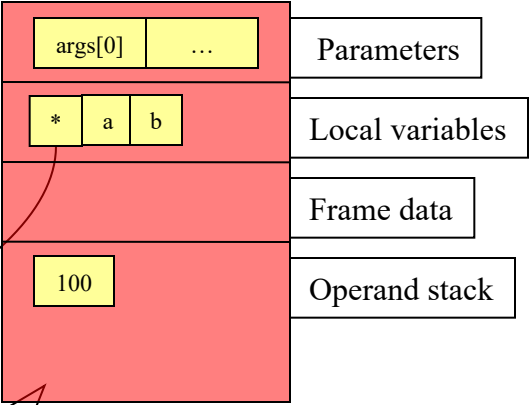 args[0] … Parameters
* a b Local variables
Frame data
100 Operand stack